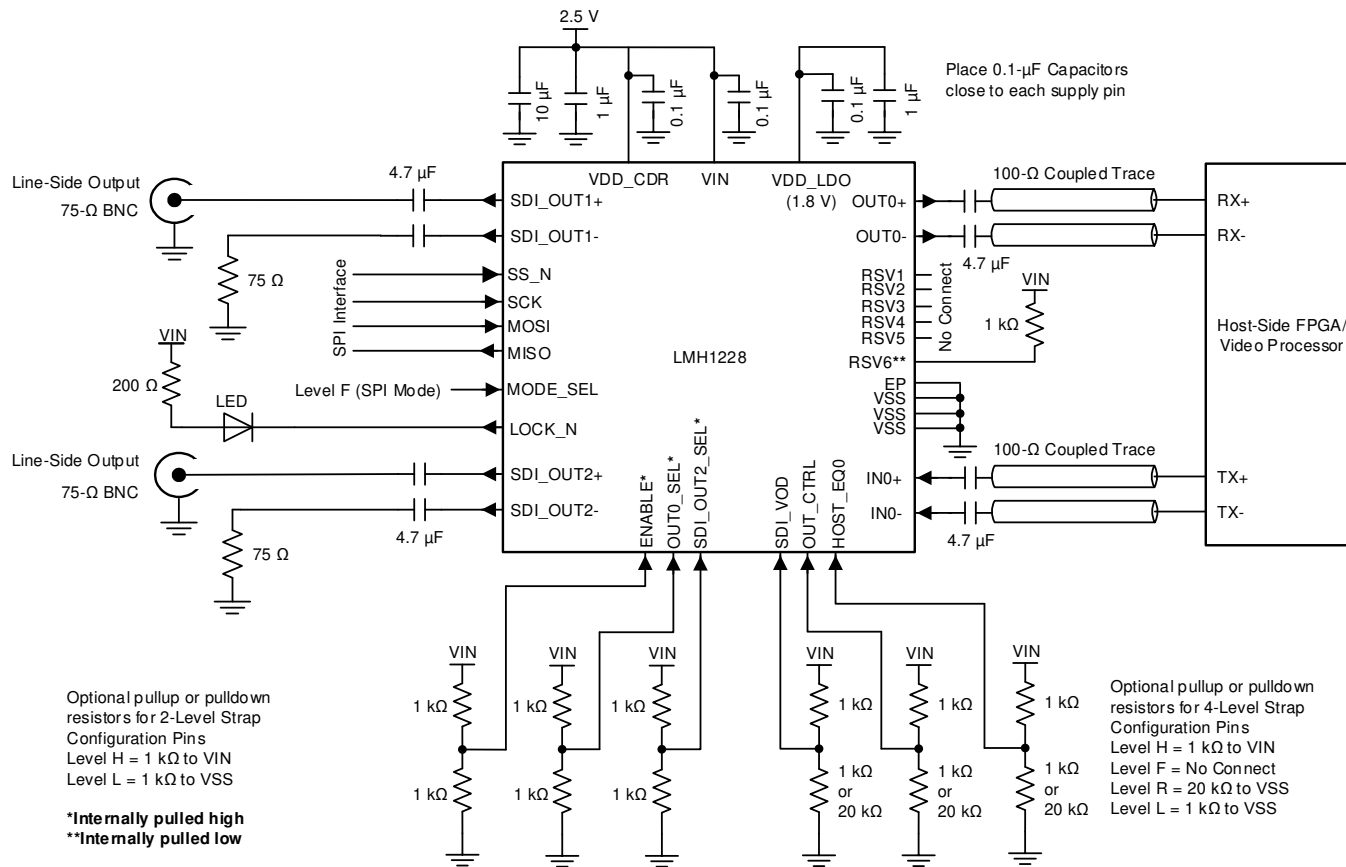 2.5 V
10 µF
1 µF
0.1 µF
0.1 µF
0.1 µF
1 µF
Place 0.1-µF Capacitors
close to each supply pin
Line-Side Output
75-Ω BNC
4.7 µF
75 Ω
SPI Interface
VIN
200 Ω
LED
Level F (SPI Mode)
Line-Side Output
75-Ω BNC
4.7 µF
75 Ω
VDD_CDR
VIN
VDD_LDO
(1.8 V)
SDI_OUT1+
SDI_OUT1-
SS_N
SCK
MOSI
MISO
MODE_SEL
LOCK_N
SDI_OUT2+
SDI_OUT2-
LMH1228
ENABLE*
OUT0_SEL*
SDI_OUT2_SEL*
SDI_VOD
OUT_CTRL
HOST_EQ0
OUT0+
OUT0-
RSV1
RSV2
RSV3
RSV4
RSV5
RSV6**
EP
VSS
VSS
VSS
IN0+
IN0-
No Connect
100-Ω Coupled Trace
4.7 µF
VIN
1 kΩ
100-Ω Coupled Trace
4.7 µF
RX+
RX-
Host-Side FPGA/
Video Processor
TX+
TX-
VIN
1 kΩ
1 kΩ
VIN
1 kΩ
1 kΩ
VIN
1 kΩ
1 kΩ
VIN
1 kΩ
1 kΩ
or
20 kΩ
VIN
1 kΩ
1 kΩ
or
20 kΩ
VIN
1 kΩ
1 kΩ
or
20 kΩ
Optional pullup or pulldown
resistors for 2-Level Strap
Configuration Pins
Level H = 1 kΩ to VIN
Level L = 1 kΩ to VSS
*Internally pulled high
**Internally pulled low
Optional pullup or pulldown
resistors for 4-Level Strap
Configuration Pins
Level H = 1 kΩ to VIN
Level F = No Connect
Level R = 20 kΩ to VSS
Level L = 1 kΩ to VSS